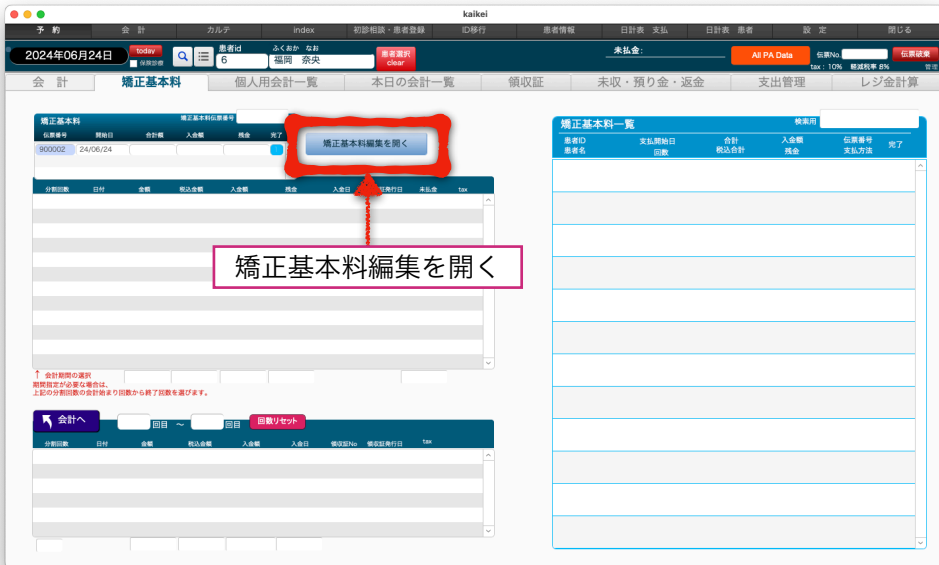 kaikei
予 約 会 計 カルテ index 初診相談・患者登録 ID移行 患者情報 日計表 支払 日計表 患者 設 定 閉じる
2024年06月24日 today 保険診療 患者id 6 ふくおか なお 福岡 奈央 患者選択 clear 未払金: All PA Data 伝票No. 伝票破棄
tax: 10% 軽減税率 8% 管理
会 計 矯正基本料 個人用会計一覧 本日の会計一覧 領収証 未収・預り金・返金 支出管理 レジ金計算
矯正基本料 矯正基本料伝票番号
伝票番号 開始日 合計額 入金額 残金 完了
900002 24/06/24
矯正基本料編集を開く
分割回数 日付 金額 税込金額 入金額 残金 入金日 証発行日 未払金 tax
矯正基本料編集を開く
↑ 会計期間の選択
期間指定が必要な場合は、
上記の分割回数の会計始まり回数から終了回数を選びます。
会計へ 回目 ～ 回目 回数リセット
分割回数 日付 金額 税込金額 入金額 入金日 領収証No 領収証発行日 tax
矯正基本料一覧 検索用
患者ID 支払開始日 合計 入金額 伝票番号 完了
患者名 回数 税込合計 残金 支払方法